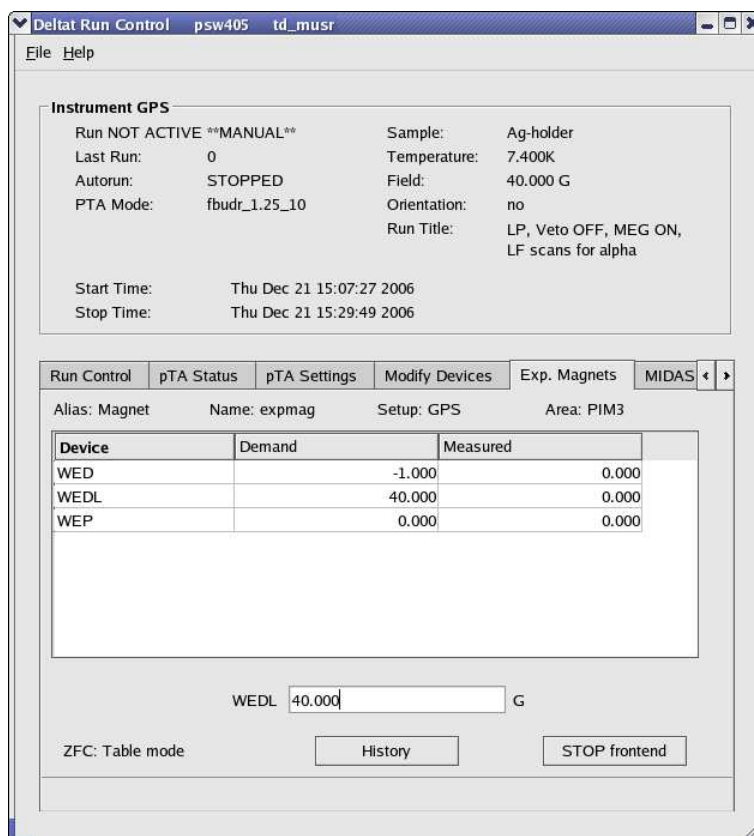 Deltat Run Control psw405 td_musr
File Help
Instrument GPS
Run NOT ACTIVE **MANUAL** Sample: Ag-holder
Last Run: 0 Temperature: 7.400K
Autorun: STOPPED Field: 40.000 G
PTA Mode: fbudr_1.25_10 Orientation: no
Run Title: LP, Veto OFF, MEG ON,
LF scans for alpha
Start Time: Thu Dec 21 15:07:27 2006
Stop Time: Thu Dec 21 15:29:49 2006
Run Control pTA Status pTA Settings Modify Devices Exp. Magnets MIDAS
Alias: Magnet Name: expmag Setup: GPS Area: PIM3
Device Demand Measured
WED -1.000 0.000
WEDL 40.000 0.000
WEP 0.000 0.000
WEDL 40.000 G
ZFC: Table mode History STOP frontend